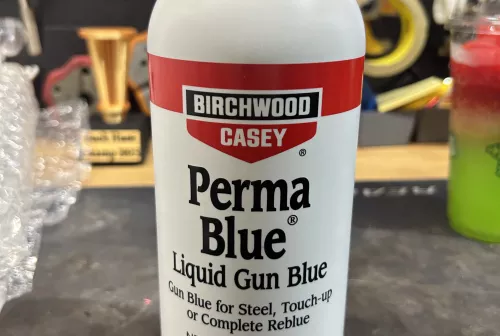 BIRCHWOOD
CASEY
®
Perma
Blue®
Liquid Gun Blue
Gun Blue for Steel, Touch-up
or Complete Reblue